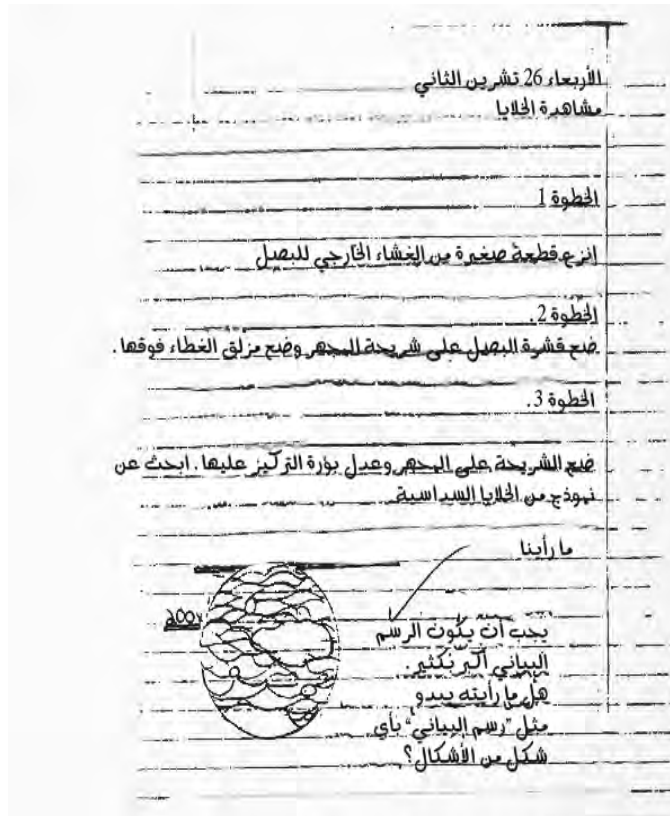 الأربعاء 26 تشرين الثاني
مشاهدة الخلايا
الخطوة 1
انزع قطعة صغيرة من الغشاء الخارجي للبصل
الخطوة 2.
ضع قشرة البصل على شريحة المجهر وضع مزلق الغطاء فوقها.
الخطوة 3.
ضع الشريحة على المجهر وعدل بؤرة التركيز عليها. ابحث عن
نموذج من الخلايا السداسية
ما رأينا
يجب أن يكون الرسم
البياني أكبر بكثير.
هل ما رأيته يبدو
مثل "رسم البياني" بأي
شكل من الأشكال؟